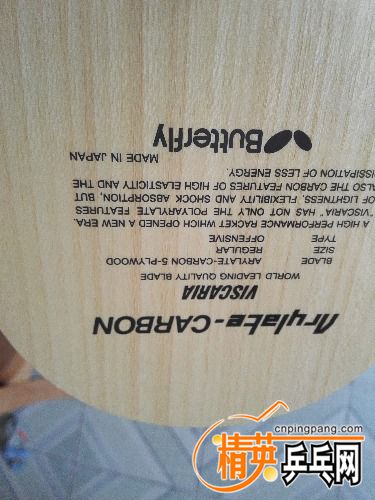 Arylate-CARBON
VISCARIA
WORLD LEADING QUALITY BLADE
BLADE ARYLATE-CARBON 5-PLYWOOD
SIZE REGULAR
TYPE OFFENSIVE
A HIGH PERFORMANCE RACKET WHICH OPENED A NEW ERA.
"VISCARIA", HAS NOT ONLY THE POLYARYLATE FEATURES
OF LIGHTNESS, FLEXIBILITY AND SHOCK ABSORPTION, BUT
ALSO THE CARBON FEATURES OF HIGH ELASTICITY AND THE
DISSIPATION OF LESS ENERGY.
MADE IN JAPAN
Butterfly
cnpingpang.com
精英乒乓网